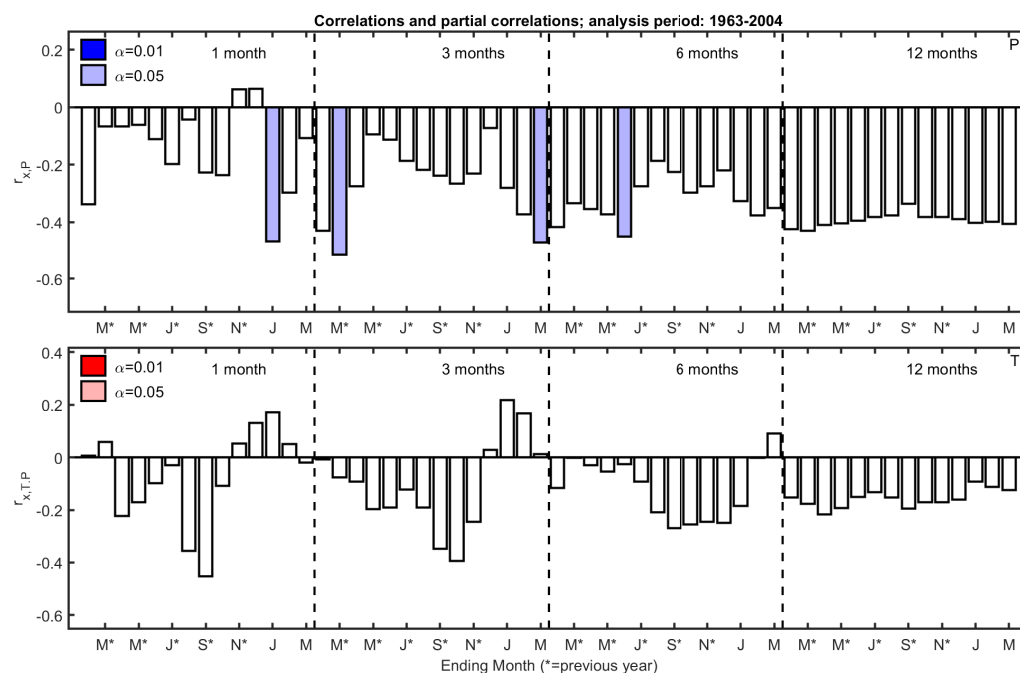 Correlations and partial correlations; analysis period: 1963-2004
α=0.01
α=0.05
1 month
3 months
6 months
12 months
P
0.2
0
-0.2
-0.4
-0.6
r x,P
M* M* J* S* N* J M M* M* J* S* N* J M M* M* J* S* N* J M M* M* J* S* N* J M
α=0.01
α=0.05
1 month
3 months
6 months
12 months
T
0.4
0.2
0
-0.2
-0.4
-0.6
r x,T.P
M* M* J* S* N* J M M* M* J* S* N* J M M* M* J* S* N* J M M* M* J* S* N* J M
Ending Month (*=previous year)